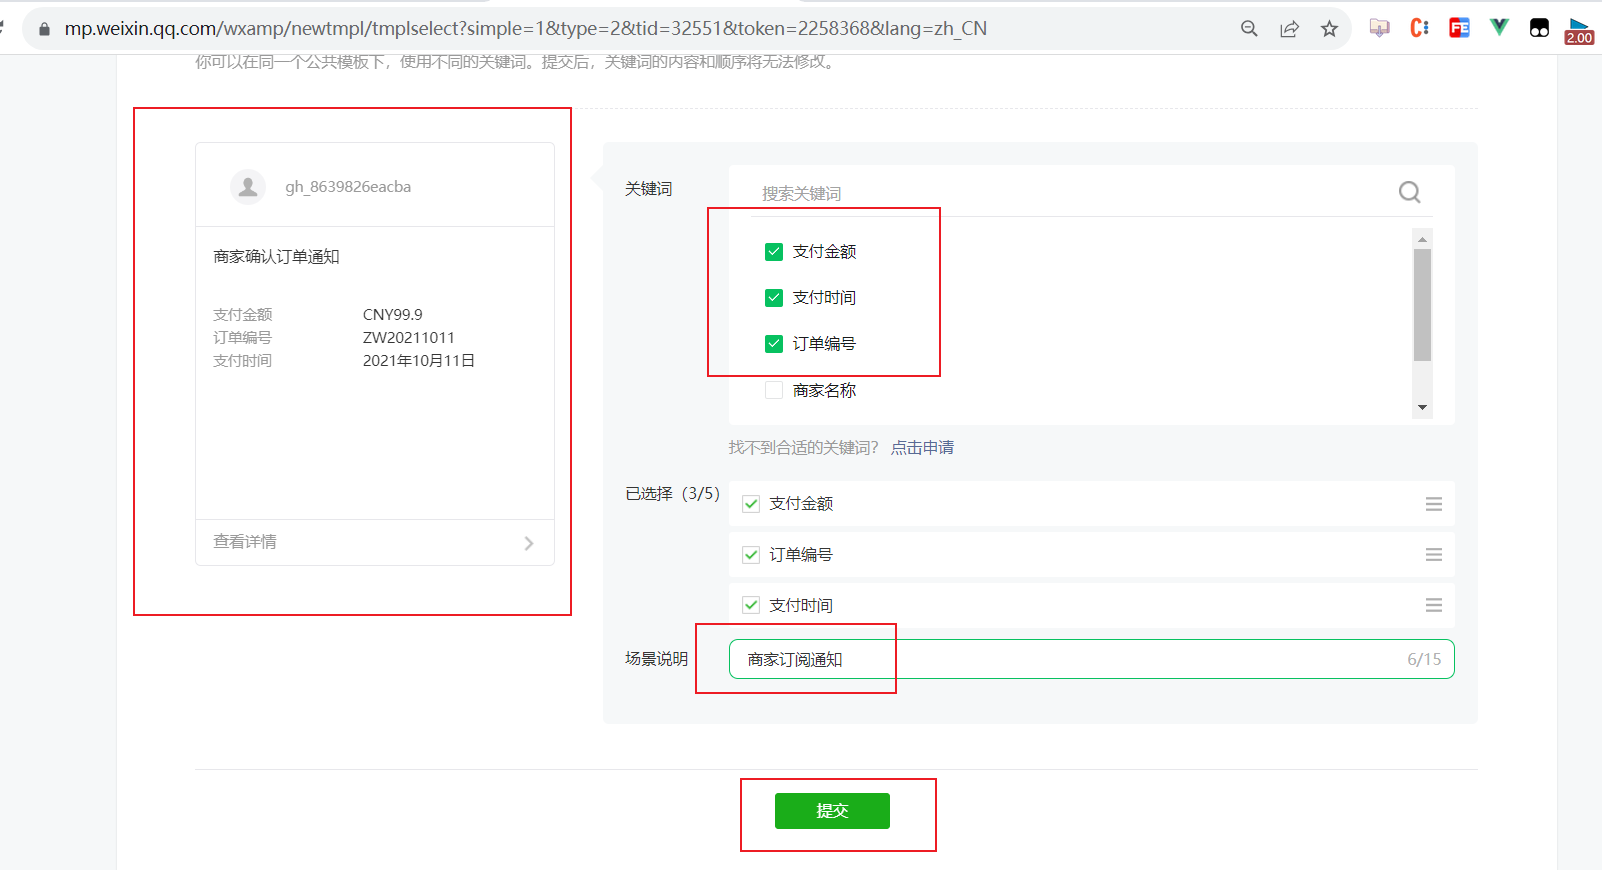 mp.weixin.qq.com/wxamp/newtmpl/tmplselect?simple=1&type=2&tid=32551&token=2258368&lang=zh_CN
2.00
你可以在同一个公共模板下，使用不同的关键词。提交后，关键词的内容和顺序将无法修改。
gh_8639826eacba
商家确认订单通知
支付金额 CNY99.9
订单编号 ZW20211011
支付时间 2021年10月11日
查看详情
关键词
搜索关键词
支付金额
支付时间
订单编号
商家名称
找不到合适的关键词？ 点击申请
已选择（3/5）
支付金额
订单编号
支付时间
场景说明
商家订阅通知 6/15
提交